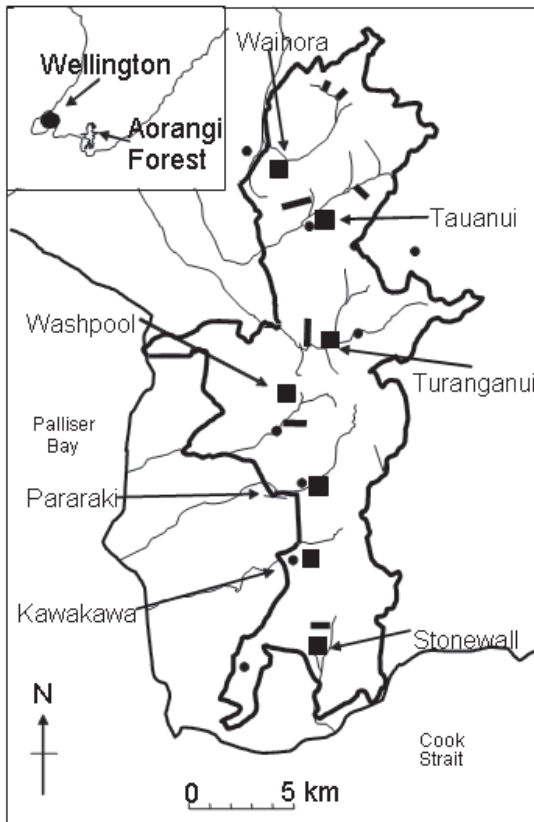 Waihora
Wellington
Aorangi
Forest
Tauanui
Washpool
Turanganui
Palliser
Bay
Pararaki
Kawakawa
Stonewall
N
Cook
Strait
0 5 km